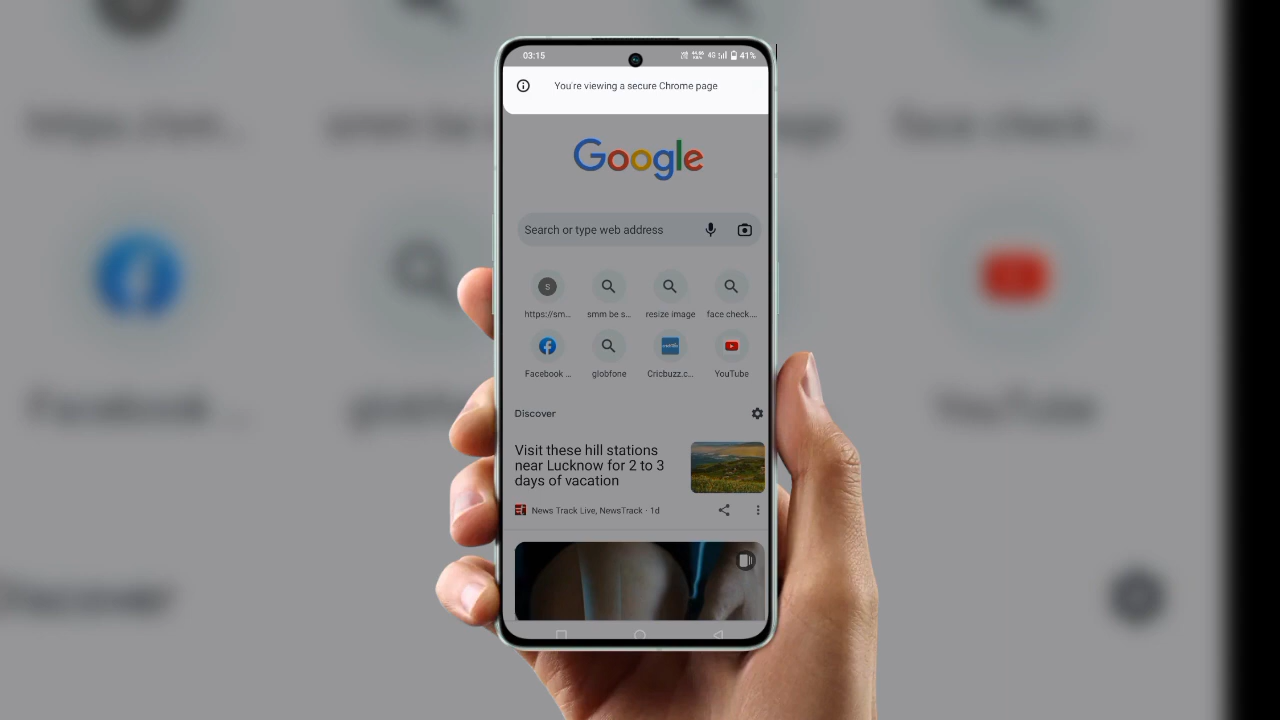 03:15
4G 41%
You're viewing a secure Chrome page
Google
Search or type web address
S
https://sm...
smm be s...
resize image
face check....
Facebook ...
globfone
Cricbuzz.c...
YouTube
Discover
Visit these hill stations
near Lucknow for 2 to 3
days of vacation
News Track Live, NewsTrack · 1d